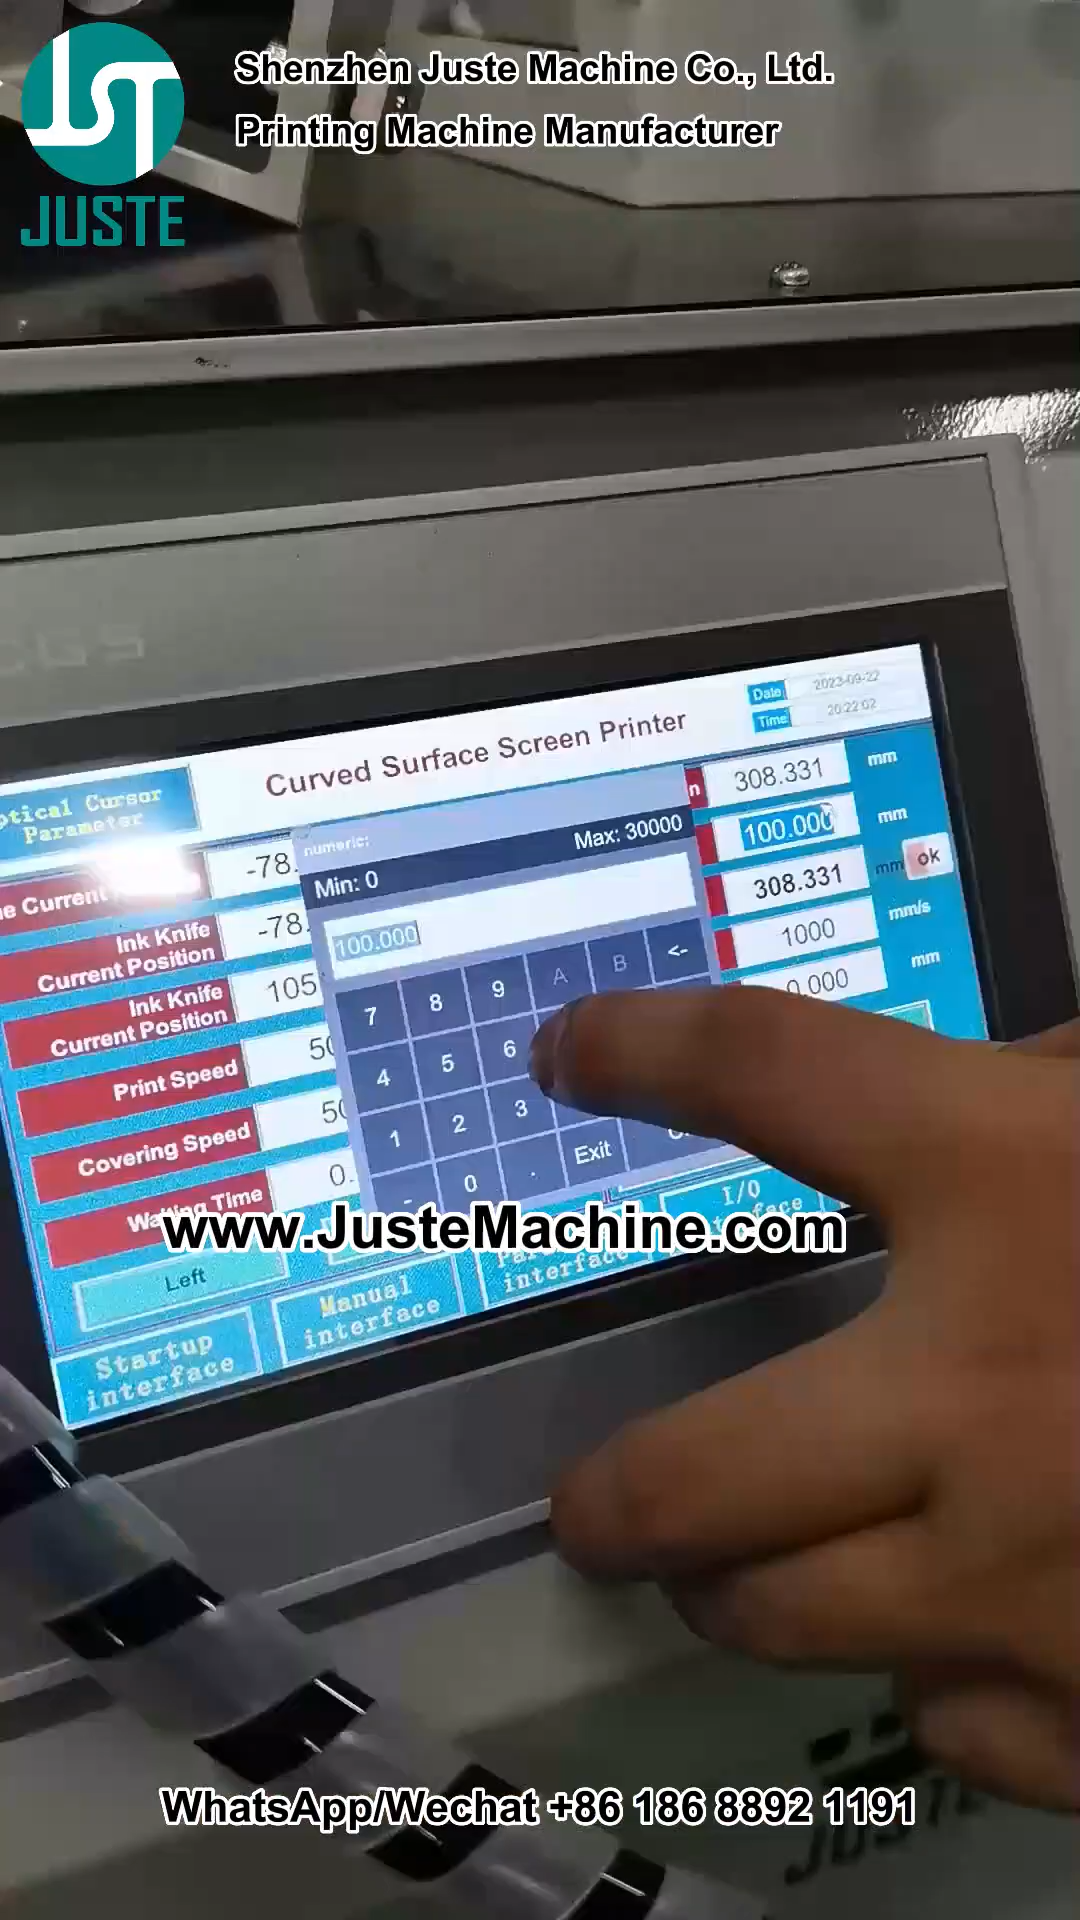 JUSTE
Shenzhen Juste Machine Co., Ltd.
Printing Machine Manufacturer
Date 2023-09-22
Time 20:22:02
Curved Surface Screen Printer
ptical Cursor
Parameter
ne Current
-78.
Ink Knife
Current Position
-78.
Ink Knife
Current Position
105
Print Speed
50
Covering Speed
50
Waiting Time
0.
n 308.331 mm
100.000 mm
308.331 mm ok
1000 mm/s
0.000 mm
numeric:
Min: 0 Max: 30000
100.000
7 8 9 A B <-
4 5 6
1 2 3
- 0 . Exit
Left
Startup
interface
Manual
interface
interface
I/O
www.JusteMachine.com
WhatsApp/Wechat +86 186 8892 1191
JUSTE